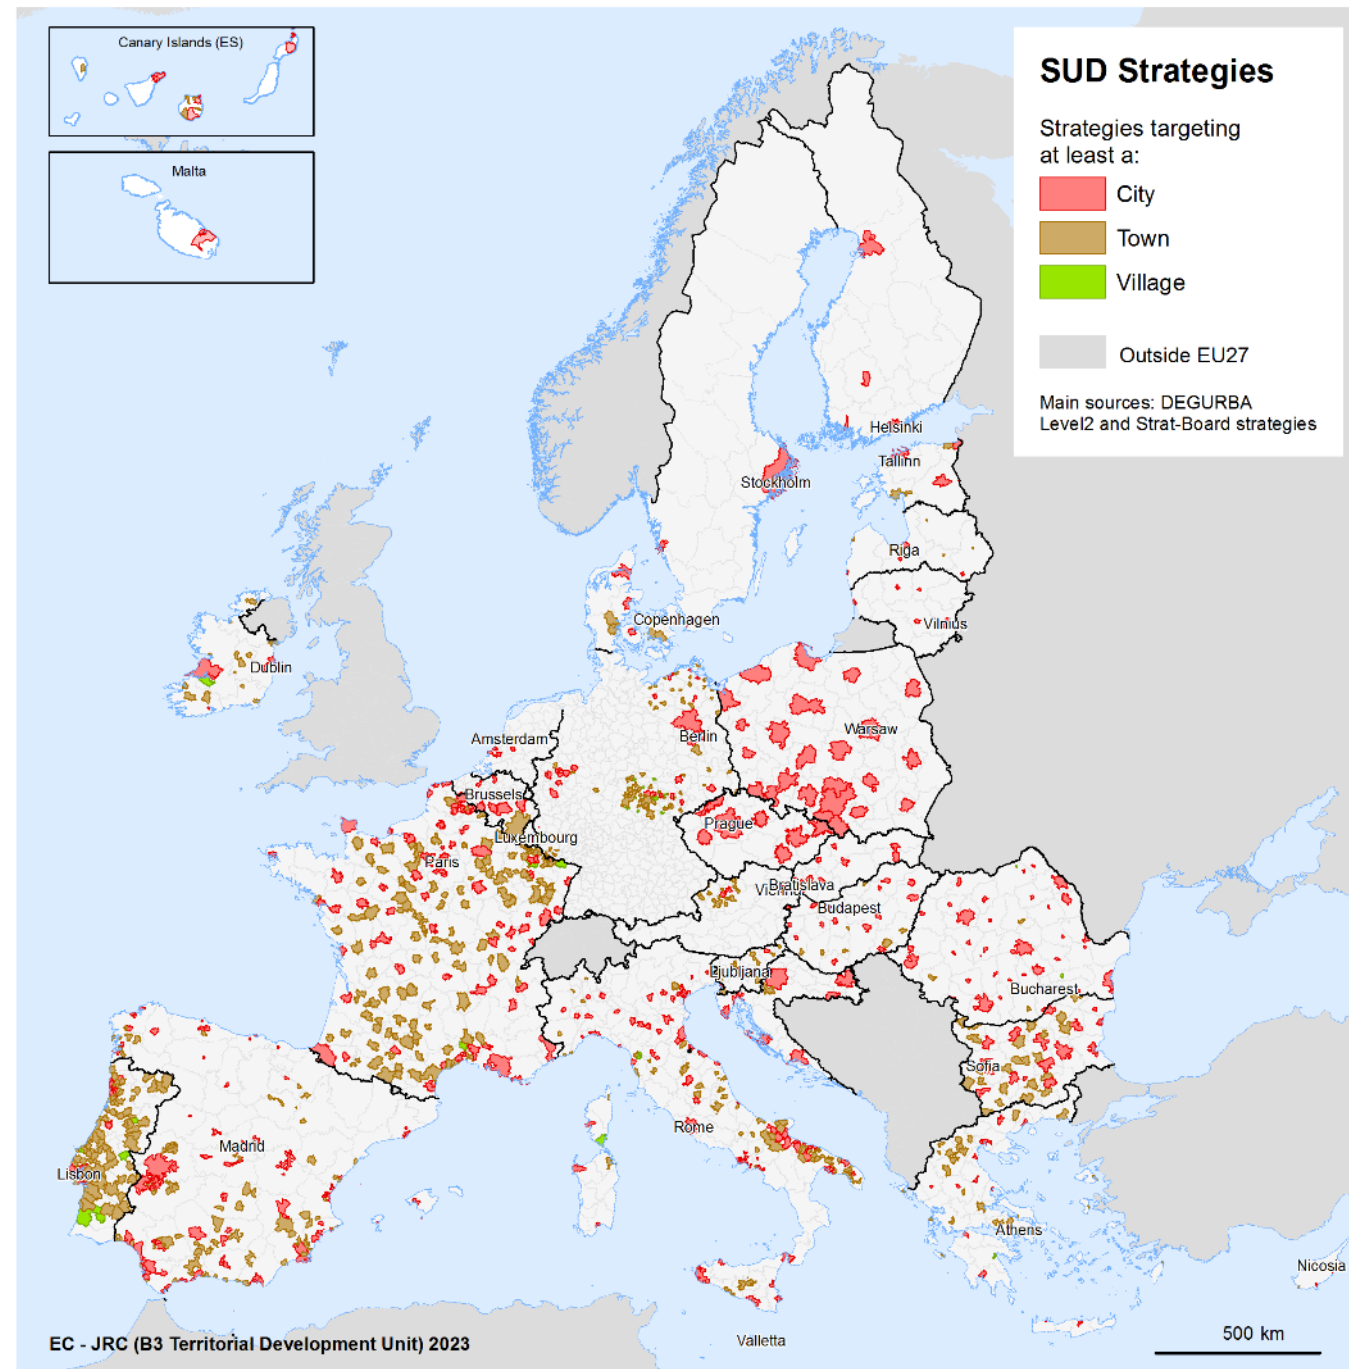 Canary Islands (ES)
Malta
SUD Strategies
Strategies targeting
at least a:
City
Town
Village
Outside EU27
Main sources: DEGURBA
Level2 and Strat-Board strategies
Helsinki
Tallinn
Stockholm
Riga
Copenhagen
Vilnius
Dublin
Amsterdam
Berlin
Warsaw
Brussels
Prague
Luxembourg
Paris
Vienna
Bratislava
Budapest
Ljubljana
Bucharest
Sofia
Rome
Madrid
Lisbon
Athens
Nicosia
Valletta
EC - JRC (B3 Territorial Development Unit) 2023
500 km